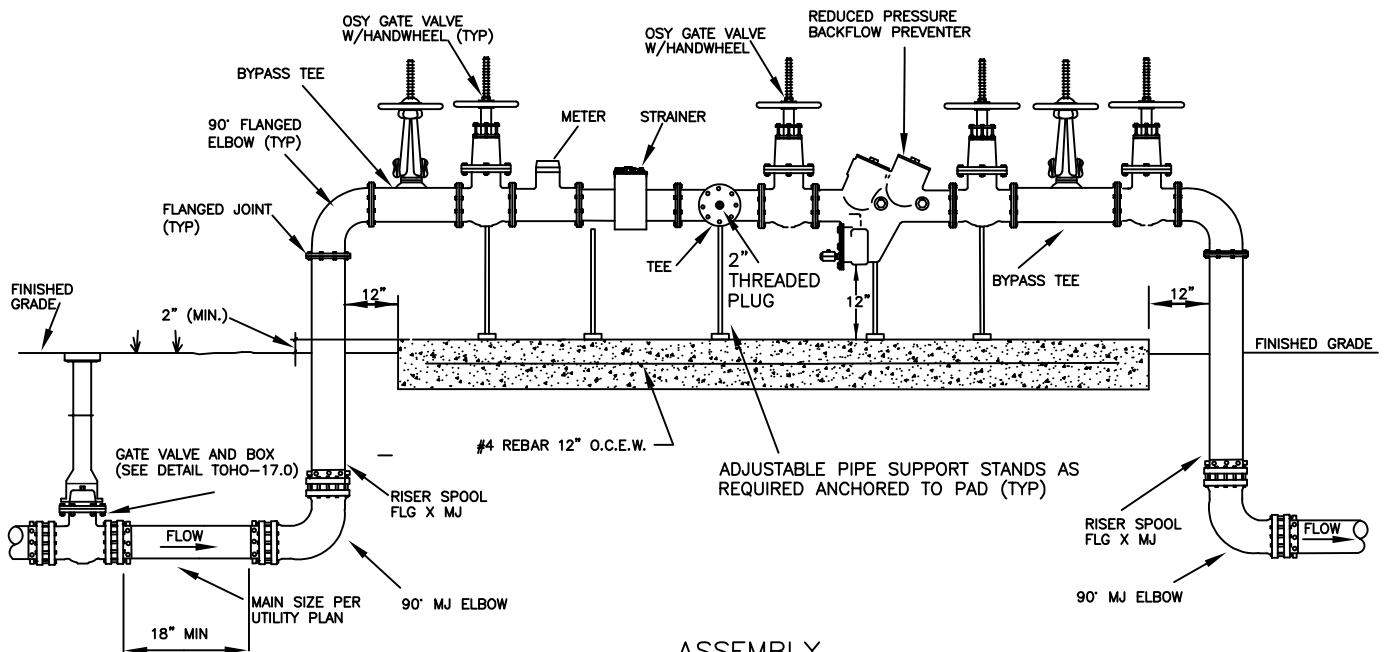 OSY GATE VALVE
W/HANDWHEEL (TYP)
OSY GATE VALVE
W/HANDWHEEL
REDUCED PRESSURE
BACKFLOW PREVENTER
BYPASS TEE
METER
STRAINER
90° FLANGED
ELBOW (TYP)
FLANGED JOINT
(TYP)
TEE
2"
THREADED
PLUG
BYPASS TEE
FINISHED
GRADE
2" (MIN.)
12"
12"
12"
FINISHED GRADE
GATE VALVE AND BOX
(SEE DETAIL TOHO-17.0)
#4 REBAR 12" O.C.E.W.
ADJUSTABLE PIPE SUPPORT STANDS AS
REQUIRED ANCHORED TO PAD (TYP)
RISER SPOOL
FLG X MJ
RISER SPOOL
FLG X MJ
FLOW
FLOW
90° MJ ELBOW
90° MJ ELBOW
MAIN SIZE PER
UTILITY PLAN
18" MIN
ASSEMBLY